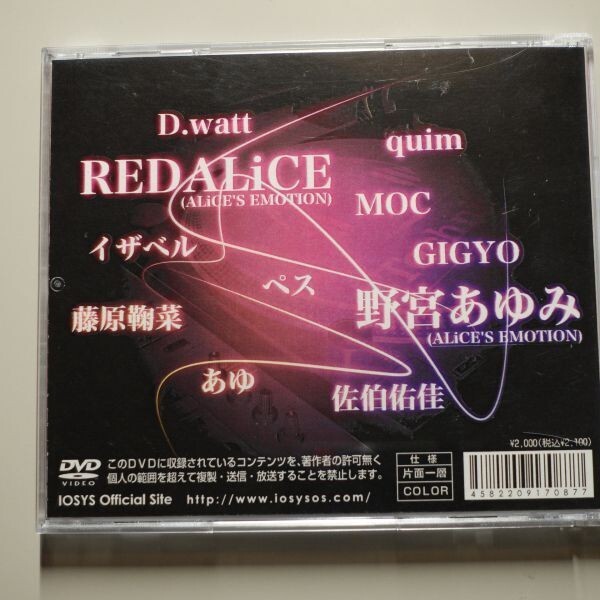 D.watt
quim
REDALiCE
(ALiCE'S EMOTION)
MOC
イザベル
GIGYO
ペス
藤原鞠菜
野宮あゆみ
(ALiCE'S EMOTION)
あゆ
佐伯佑佳
¥2,000(税込¥2,100)
DVD
VIDEO
このDVDに収録されているコンテンツを、著作者の許可無く
個人の範囲を超えて複製・送信・放送することを禁止します。
IOSYS Official Site http://www.iosysos.com/
仕様
片面一層
COLOR
4582209170877